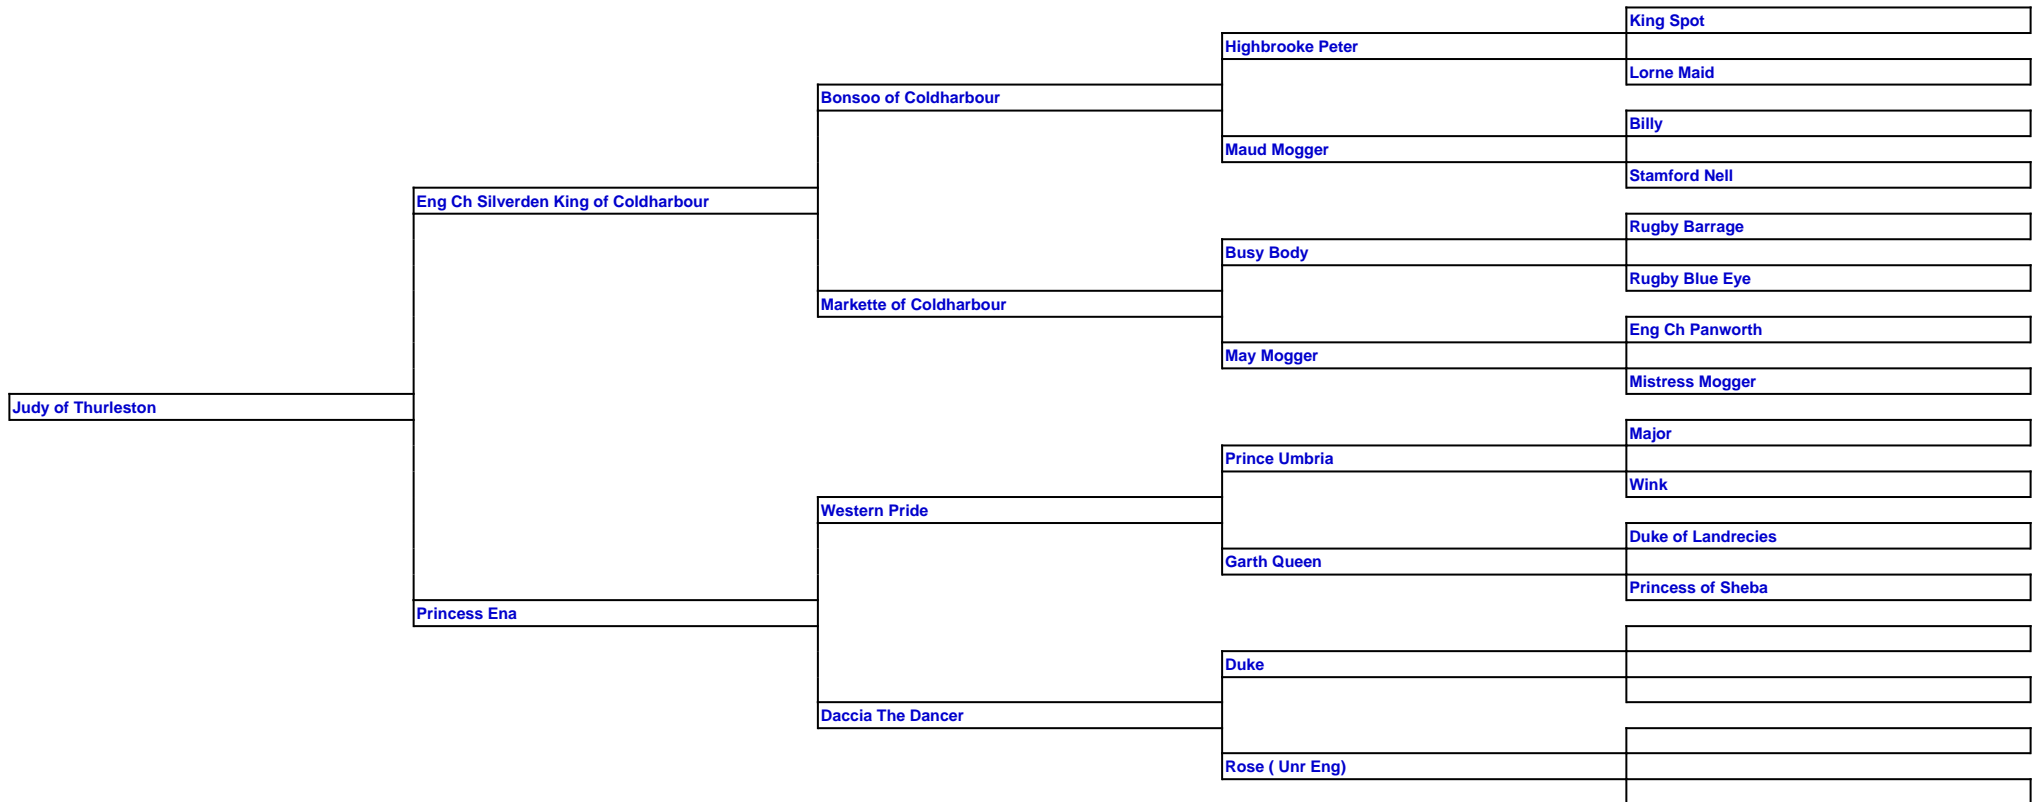 King Spot
Highbrooke Peter
Lorne Maid
Bonsoo of Coldharbour
Billy
Maud Mogger
Stamford Nell
Eng Ch Silverden King of Coldharbour
Rugby Barrage
Busy Body
Rugby Blue Eye
Markette of Coldharbour
Eng Ch Panworth
May Mogger
Mistress Mogger
Judy of Thurleston
Major
Prince Umbria
Wink
Western Pride
Duke of Landrecies
Garth Queen
Princess of Sheba
Princess Ena
Duke
Daccia The Dancer
Rose ( Unr Eng)